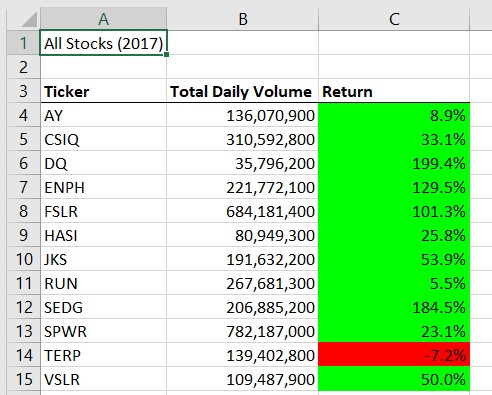 A B C
1 All Stocks (2017)
2
3 Ticker Total Daily Volume Return
4 AY 136,070,900 8.9%
5 CSIQ 310,592,800 33.1%
6 DQ 35,796,200 199.4%
7 ENPH 221,772,100 129.5%
8 FSLR 684,181,400 101.3%
9 HASI 80,949,300 25.8%
10 JKS 191,632,200 53.9%
11 RUN 267,681,300 5.5%
12 SEDG 206,885,200 184.5%
13 SPWR 782,187,000 23.1%
14 TERP 139,402,800 -7.2%
15 VSLR 109,487,900 50.0%